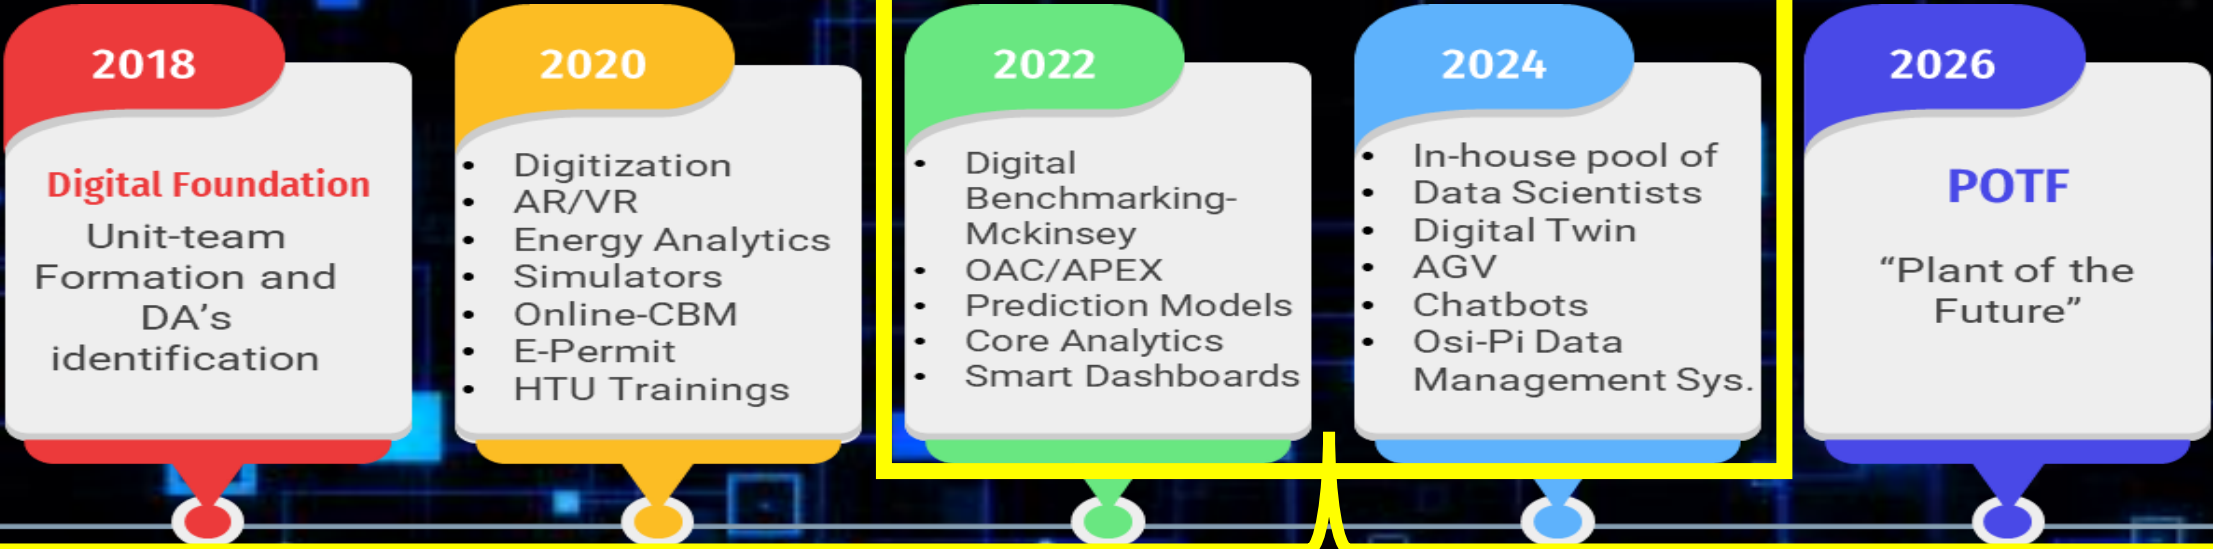 2018
Digital Foundation
Unit-team
Formation and
DA's
identification
2020
• Digitization
• AR/VR
• Energy Analytics
• Simulators
• Online-CBM
• E-Permit
• HTU Trainings
2022
• Digital
Benchmarking-
Mckinsey
• OAC/APEX
• Prediction Models
• Core Analytics
• Smart Dashboards
2024
• In-house pool of
• Data Scientists
• Digital Twin
• AGV
• Chatbots
• Osi-Pi Data
Management Sys.
2026
POTF
“Plant of the
Future”